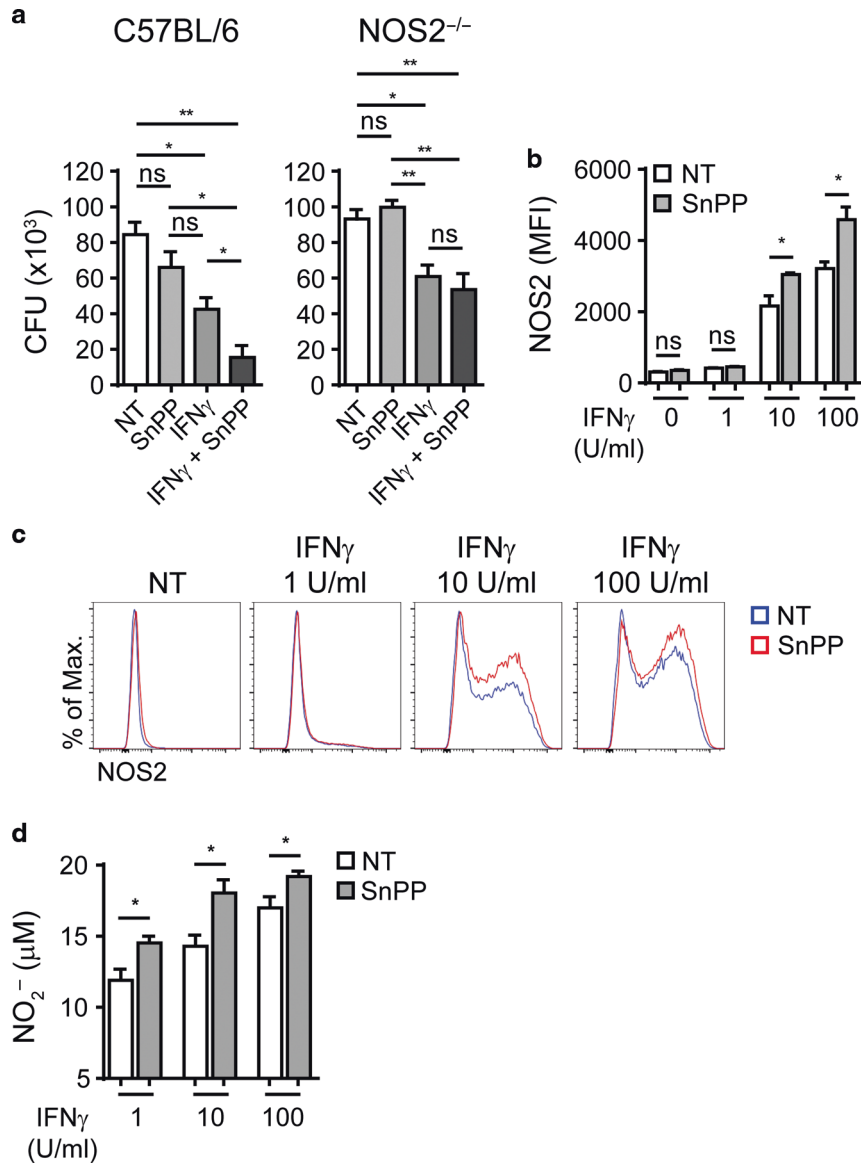 a
C57BL/6
NOS2⁻/⁻
**
*
ns
*
ns
*
**
*
ns
**
**
ns
CFU (x10³)
120
100
80
60
40
20
0
NT
SnPP
IFNγ
IFNγ + SnPP
120
100
80
60
40
20
0
NT
SnPP
IFNγ
IFNγ + SnPP
b
NOS2 (MFI)
6000
4000
2000
0
NT
SnPP
ns
ns
*
*
IFNγ
(U/ml)
0
1
10
100
c
NT
IFNγ
1 U/ml
IFNγ
10 U/ml
IFNγ
100 U/ml
% of Max.
NOS2
NT
SnPP
d
NO₂⁻ (μM)
20
15
10
5
*
*
*
NT
SnPP
IFNγ
(U/ml)
1
10
100